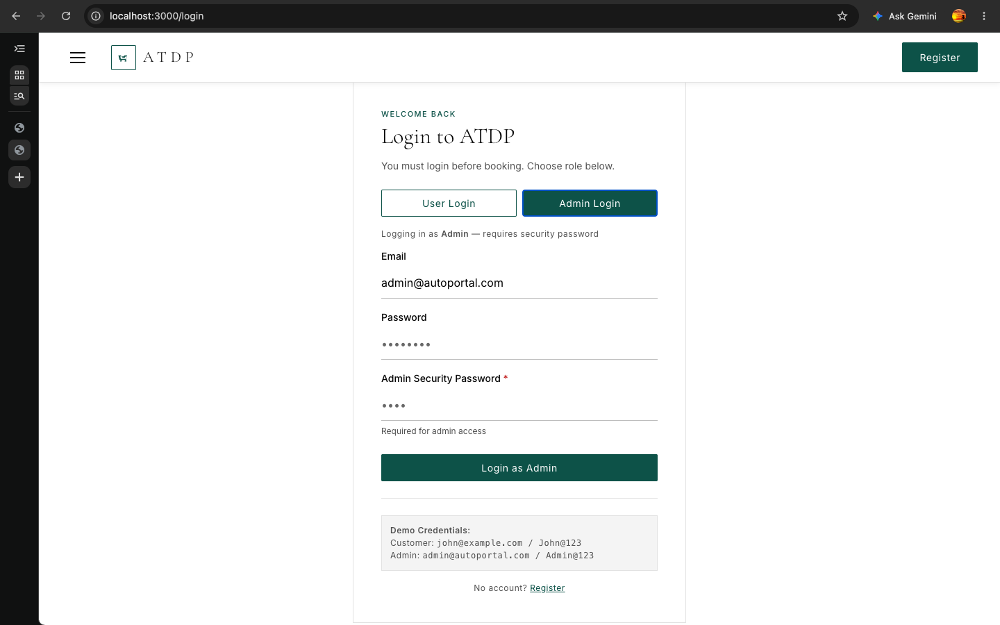 localhost:3000/login
Ask Gemini
ATDP
Register
WELCOME BACK
Login to ATDP
You must login before booking. Choose role below.
User Login
Admin Login
Logging in as Admin — requires security password
Email
admin@autoportal.com
Password
••••••••
Admin Security Password *
••••
Required for admin access
Login as Admin
Demo Credentials:
Customer: john@example.com / John@123
Admin: admin@autoportal.com / Admin@123
No account? Register